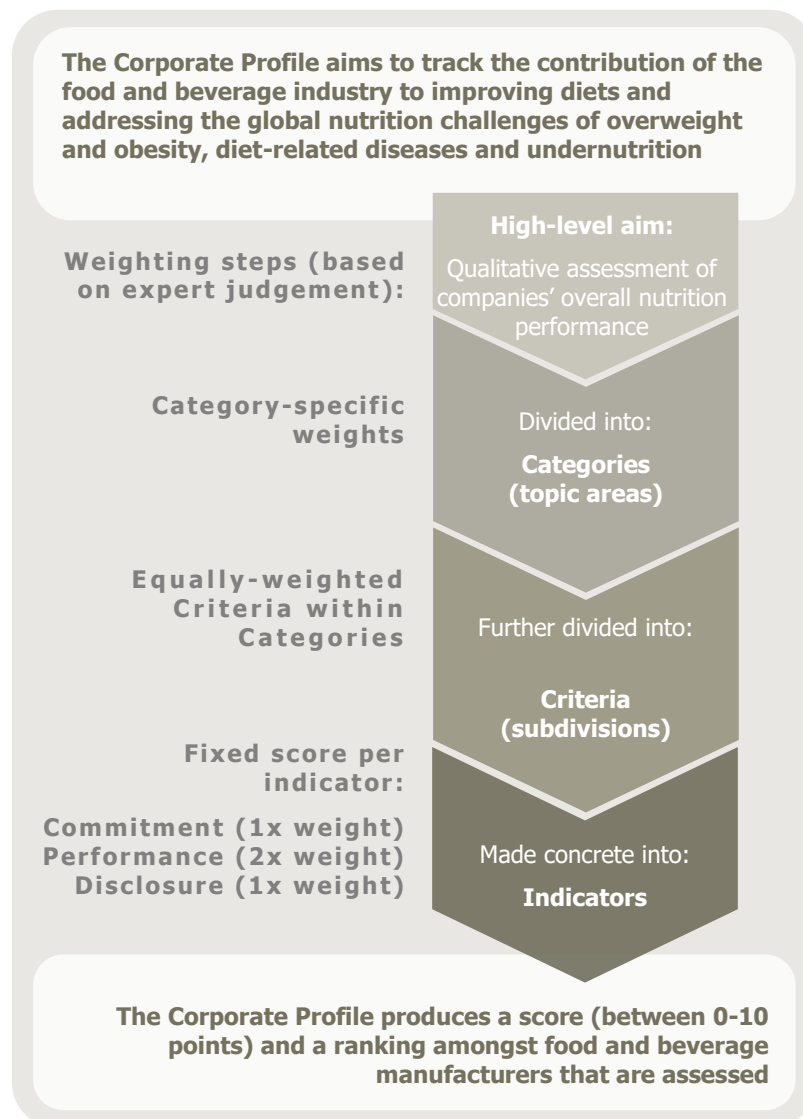 The Corporate Profile aims to track the contribution of the
food and beverage industry to improving diets and
addressing the global nutrition challenges of overweight
and obesity, diet-related diseases and undernutrition
Weighting steps (based
on expert judgement):
High-level aim:
Qualitative assessment of
companies’ overall nutrition
performance
Category-specific
weights
Divided into:
Categories
(topic areas)
Equally-weighted
Criteria within
Categories
Further divided into:
Criteria
(subdivisions)
Fixed score per
indicator:
Commitment (1x weight)
Performance (2x weight)
Disclosure (1x weight)
Made concrete into:
Indicators
The Corporate Profile produces a score (between 0-10
points) and a ranking amongst food and beverage
manufacturers that are assessed